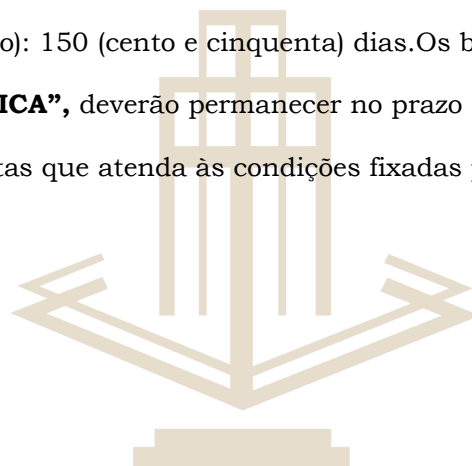 o): 150 (cento e cinquenta) dias.Os b
ICA”, deverão permanecer no prazo
tas que atenda às condições fixadas